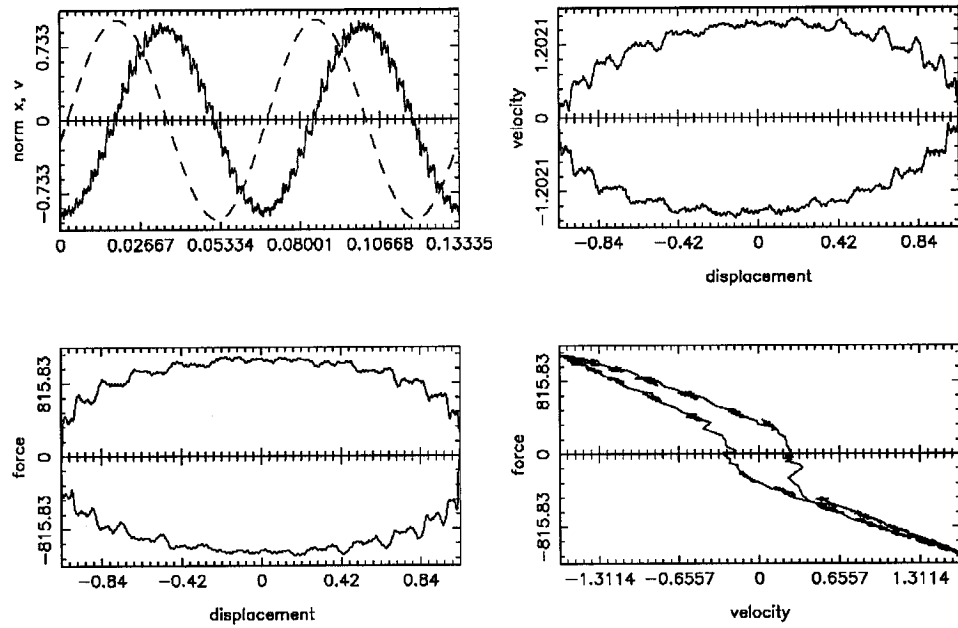 norm x, v
0.733
0
−0.733
0 0.02667 0.05334 0.08001 0.10668 0.13335
velocity
1.2021
0
−1.2021
−0.84 −0.42 0 0.42 0.84
displacement
force
815.83
0
−815.83
−0.84 −0.42 0 0.42 0.84
displacement
force
815.83
0
−815.83
−1.3114 −0.6557 0 0.6557 1.3114
velocity